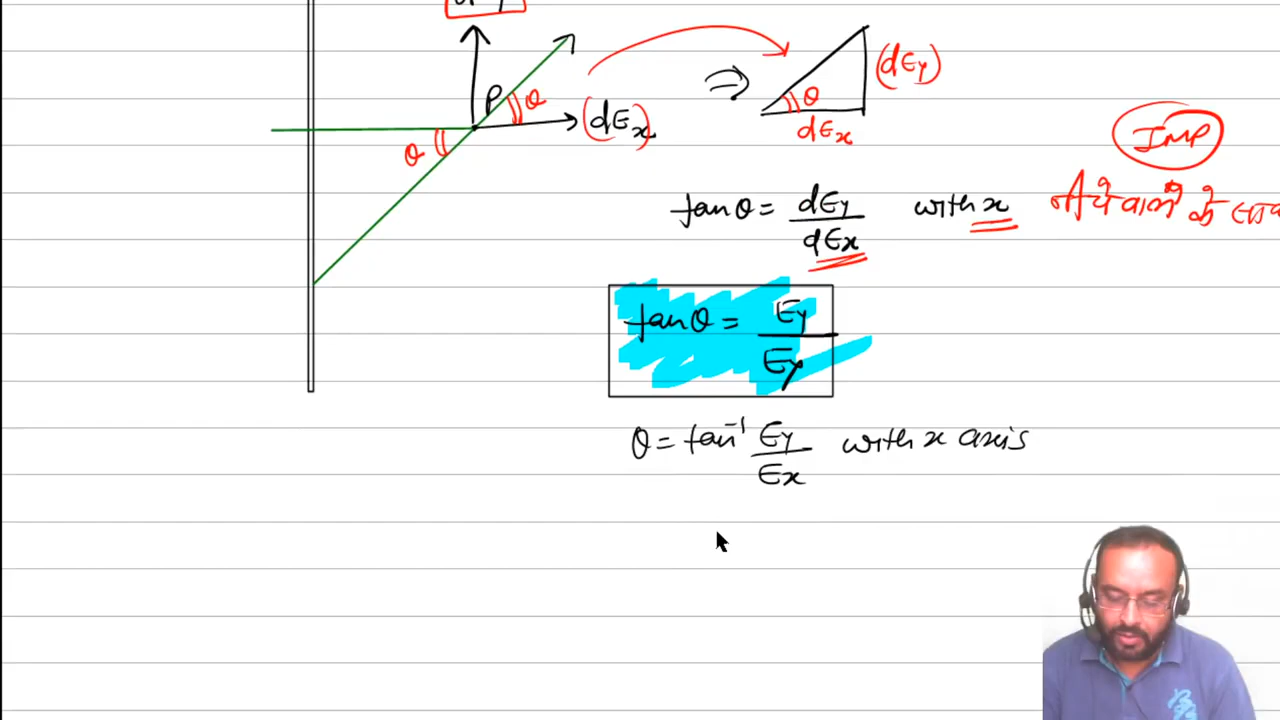 P
θ
(dEx)
θ
⇒
θ
(dEy)
dEx
IMP
tanθ = dEy/dEx with x नीचे वाले के साथ
tanθ = Ey/Ey
θ = tan⁻¹ Ey/Ex with x axis